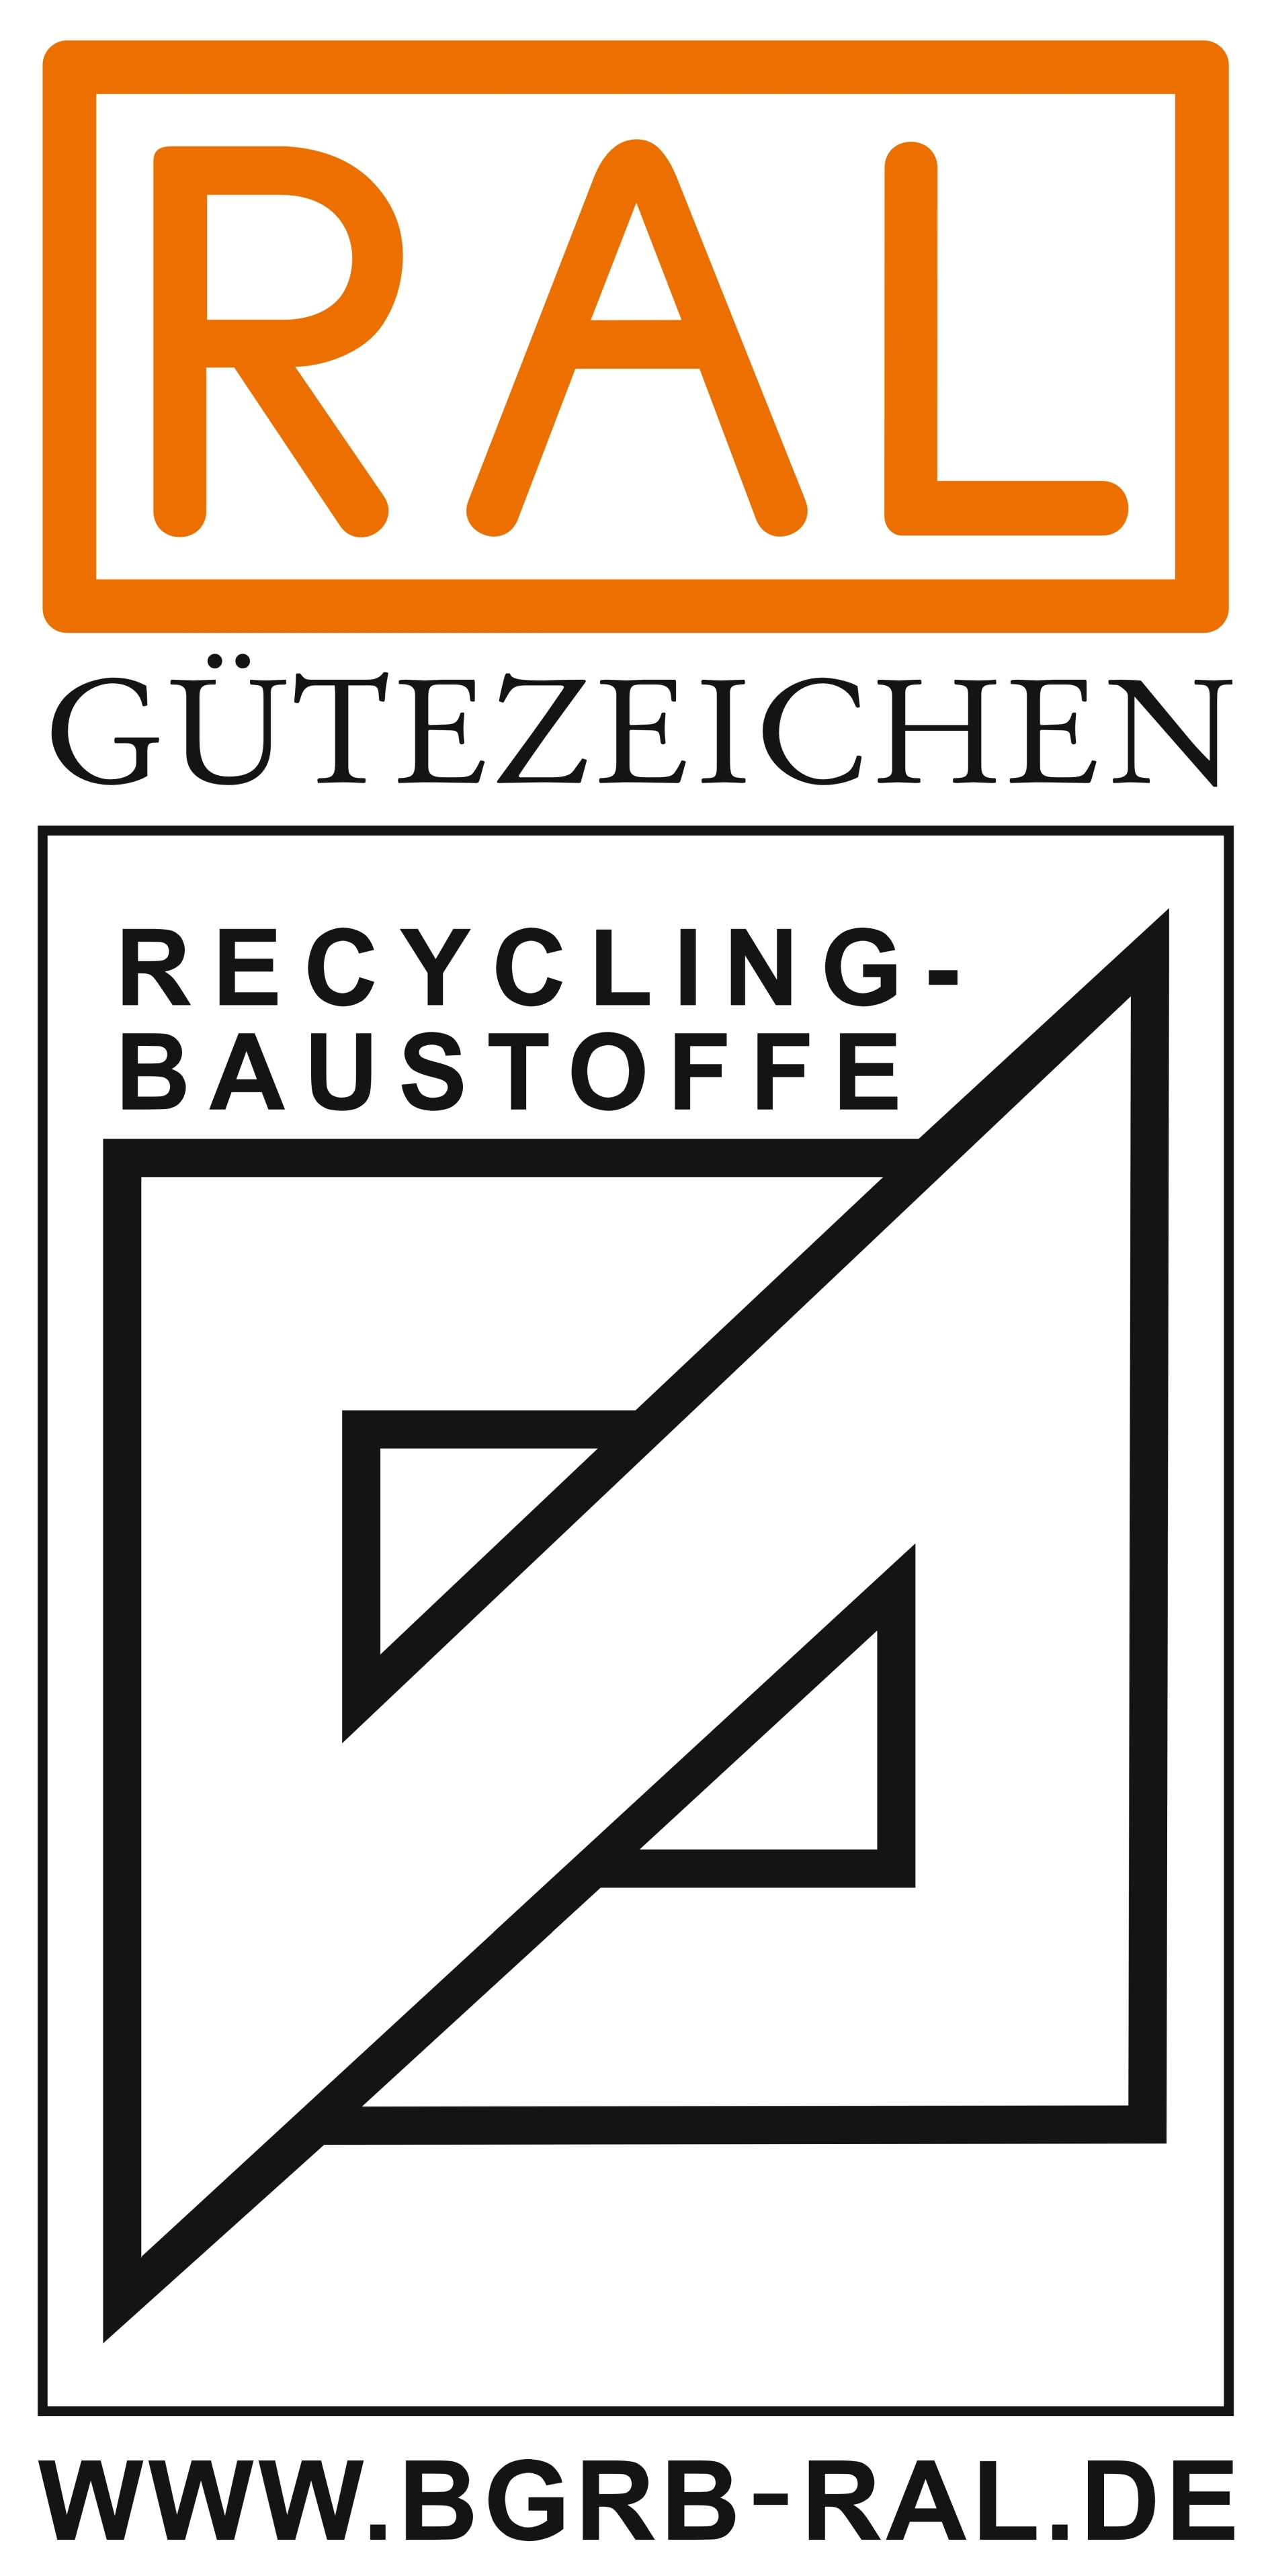 RAL
GÜTEZEICHEN
RECYCLING-
BAUSTOFFE
WWW.BGRB-RAL.DE